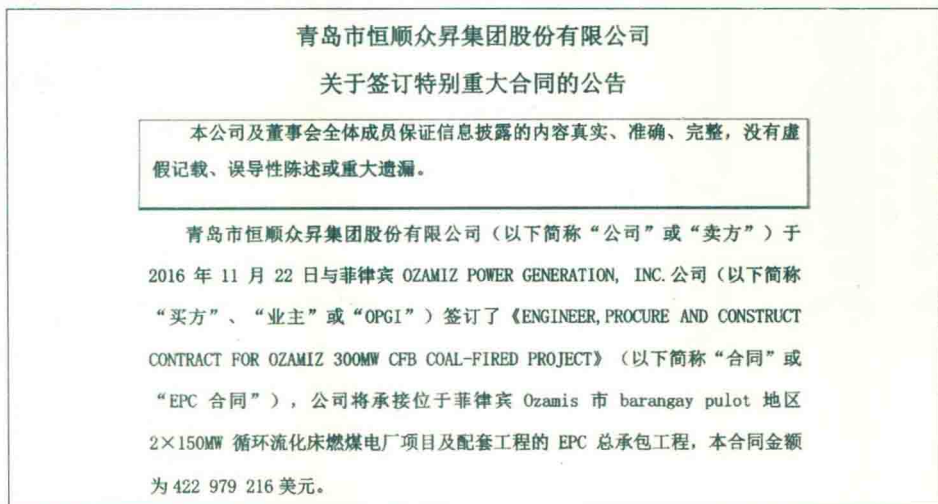 青岛市恒顺众昇集团股份有限公司
关于签订特别重大合同的公告
本公司及董事会全体成员保证信息披露的内容真实、准确、完整，没有虚
假记载、误导性陈述或重大遗漏。
青岛市恒顺众昇集团股份有限公司（以下简称“公司”或“卖方”）于
2016 年 11 月 22 日与菲律宾 OZAMIZ POWER GENERATION, INC.公司（以下简称
“买方”、“业主”或“OPGI”）签订了《ENGINEER,PROCURE AND CONSTRUCT
CONTRACT FOR OZAMIZ 300MW CFB COAL-FIRED PROJECT》（以下简称“合同”或
“EPC 合同”），公司将承接位于菲律宾 Ozamis 市 barangay pulot 地区
2×150MW 循环流化床燃煤电厂项目及配套工程的 EPC 总承包工程，本合同金额
为 422 979 216 美元。